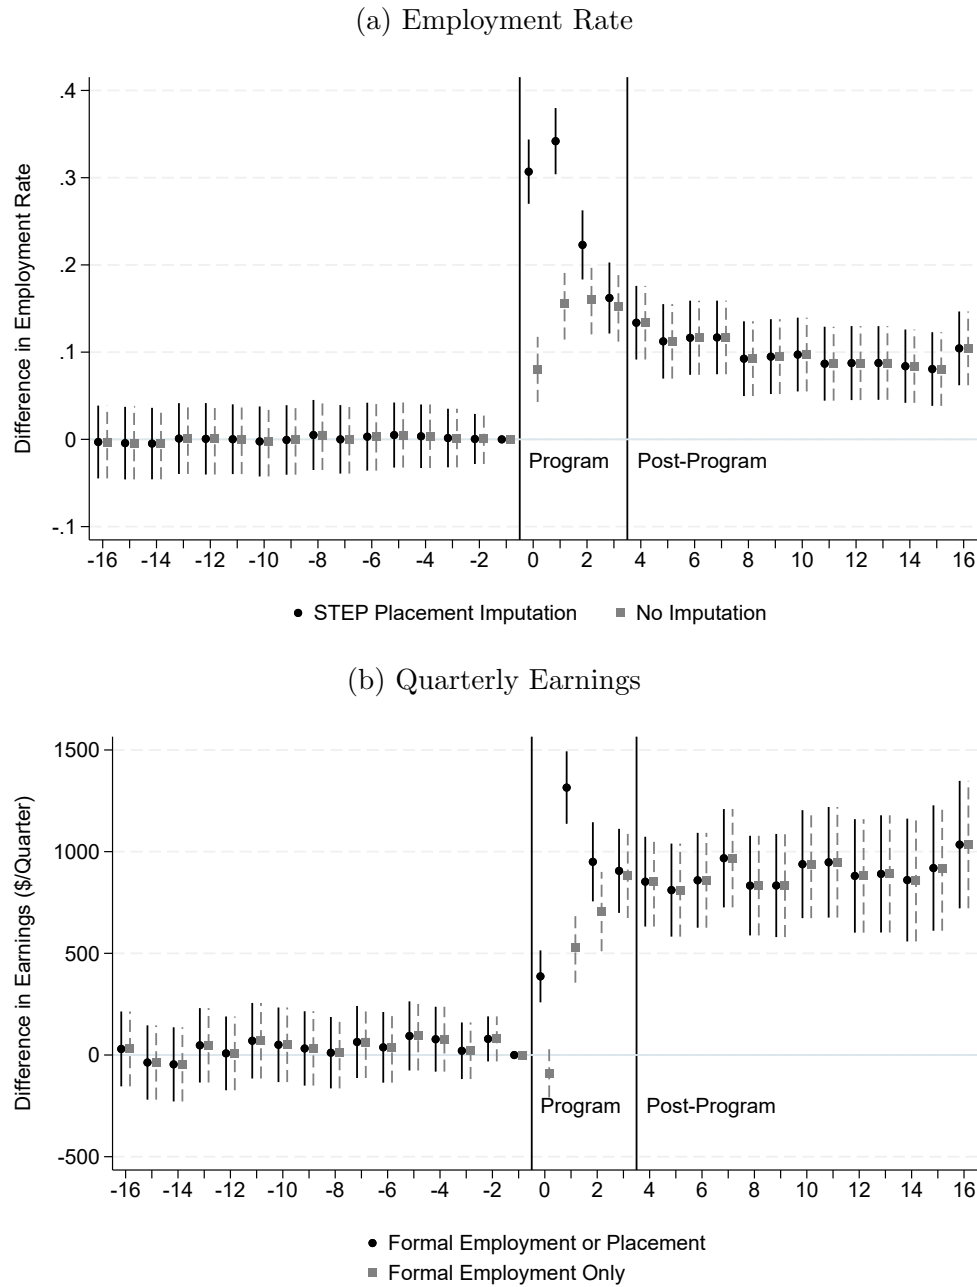 (a) Employment Rate
Difference in Employment Rate
.4
.3
.2
.1
0
-.1
Program
Post-Program
-16 -14 -12 -10 -8 -6 -4 -2 0 2 4 6 8 10 12 14 16
STEP Placement Imputation No Imputation
(b) Quarterly Earnings
Difference in Earnings ($/Quarter)
1500
1000
500
0
-500
Program
Post-Program
-16 -14 -12 -10 -8 -6 -4 -2 0 2 4 6 8 10 12 14 16
Formal Employment or Placement
Formal Employment Only